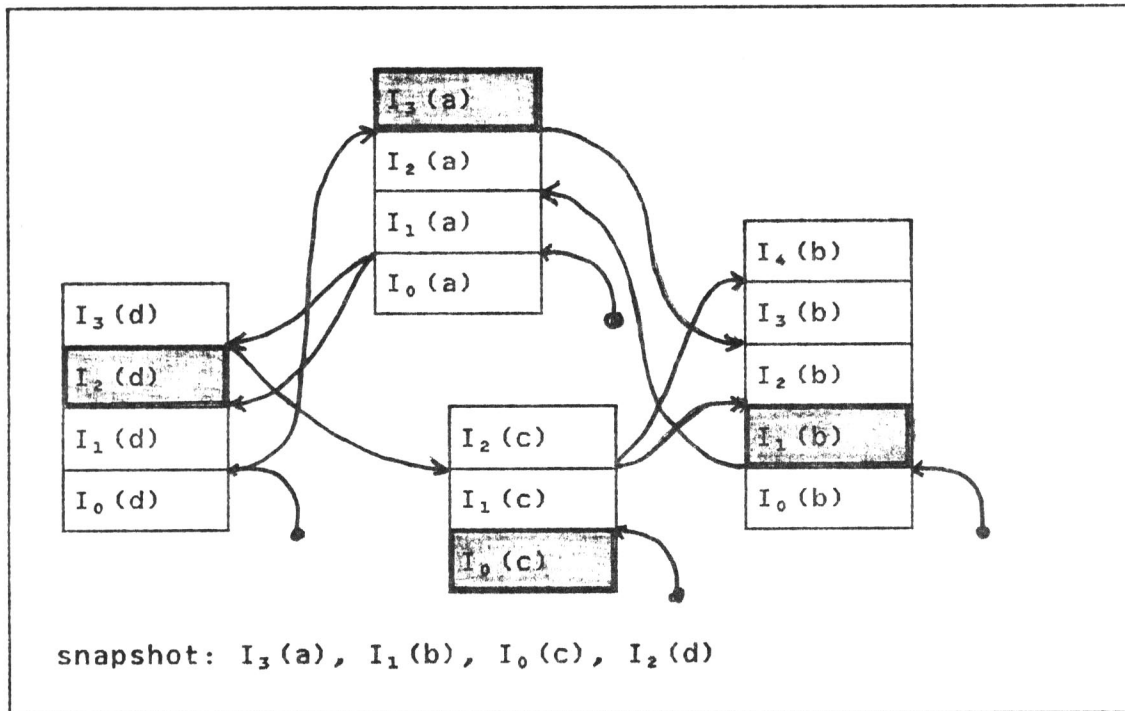 I₃(a)
I₂(a)
I₁(a)
I₀(a)
I₄(b)
I₃(b)
I₂(b)
I₁(b)
I₀(b)
I₃(d)
I₂(d)
I₁(d)
I₀(d)
I₂(c)
I₁(c)
I₀(c)
snapshot: I₃(a), I₁(b), I₀(c), I₂(d)